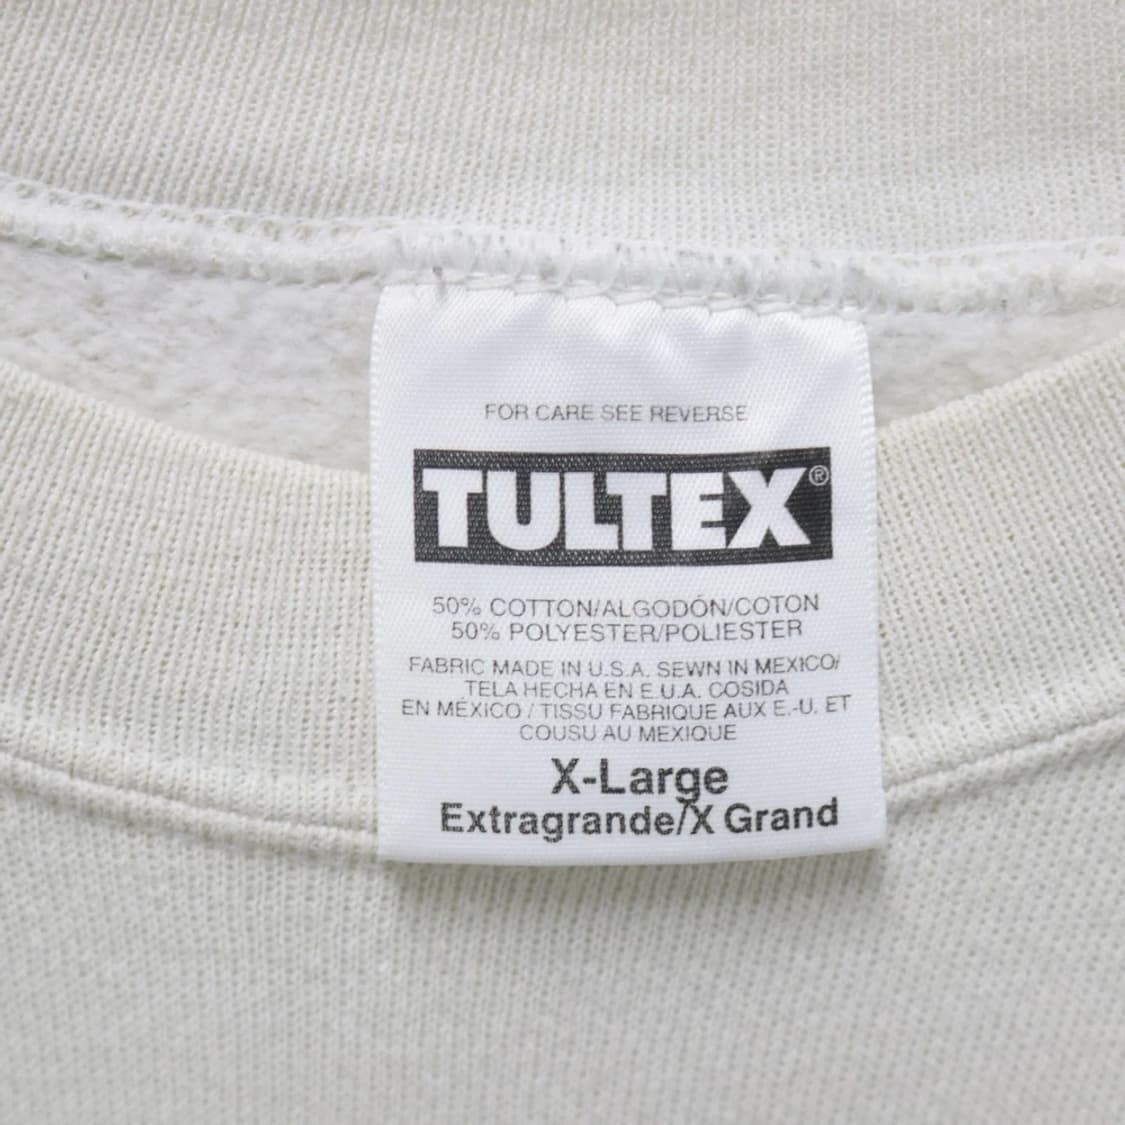 FOR CARE SEE REVERSE
TULTEX®
50% COTTON/ALGODÓN/COTON
50% POLYESTER/POLIESTER
FABRIC MADE IN U.S.A. SEWN IN MEXICO/
TELA HECHA EN E.U.A. COSIDA
EN MÉXICO / TISSU FABRIQUE AUX E.-U. ET
COUSU AU MEXIQUE
X-Large
Extragrande/X Grand